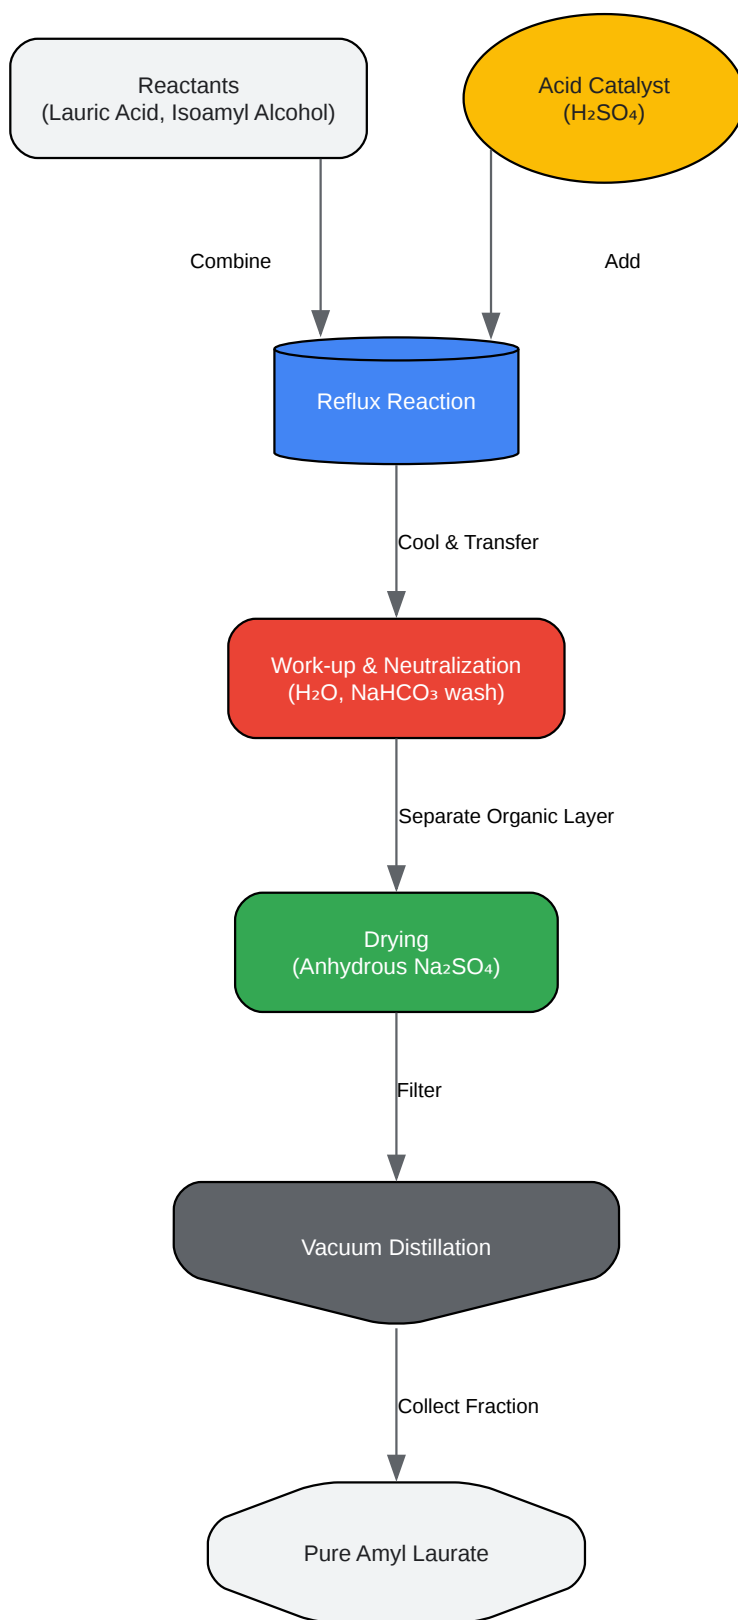 Reactants
(Lauric Acid, Isoamyl Alcohol)
Acid Catalyst
(H₂SO₄)
Combine
Add
Reflux Reaction
Cool & Transfer
Work-up & Neutralization
(H₂O, NaHCO₃ wash)
Separate Organic Layer
Drying
(Anhydrous Na₂SO₄)
Filter
Vacuum Distillation
Collect Fraction
Pure Amyl Laurate